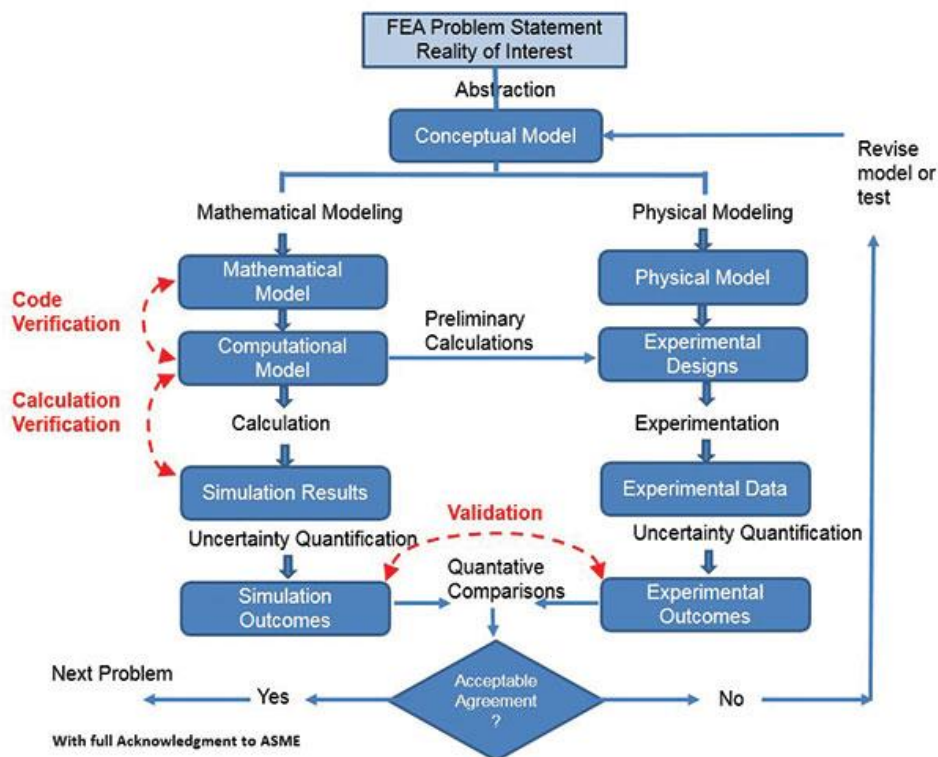 FEA Problem Statement
Reality of Interest
Abstraction
Conceptual Model
Revise
model or
test
Mathematical Modeling
Physical Modeling
Mathematical
Model
Physical Model
Code
Verification
Preliminary
Calculations
Computational
Model
Experimental
Designs
Calculation
Verification
Calculation
Experimentation
Simulation Results
Experimental Data
Validation
Uncertainty Quantification
Uncertainty Quantification
Quantative
Comparisons
Simulation
Outcomes
Experimental
Outcomes
Next Problem
Yes
Acceptable
Agreement
?
No
With full Acknowledgment to ASME